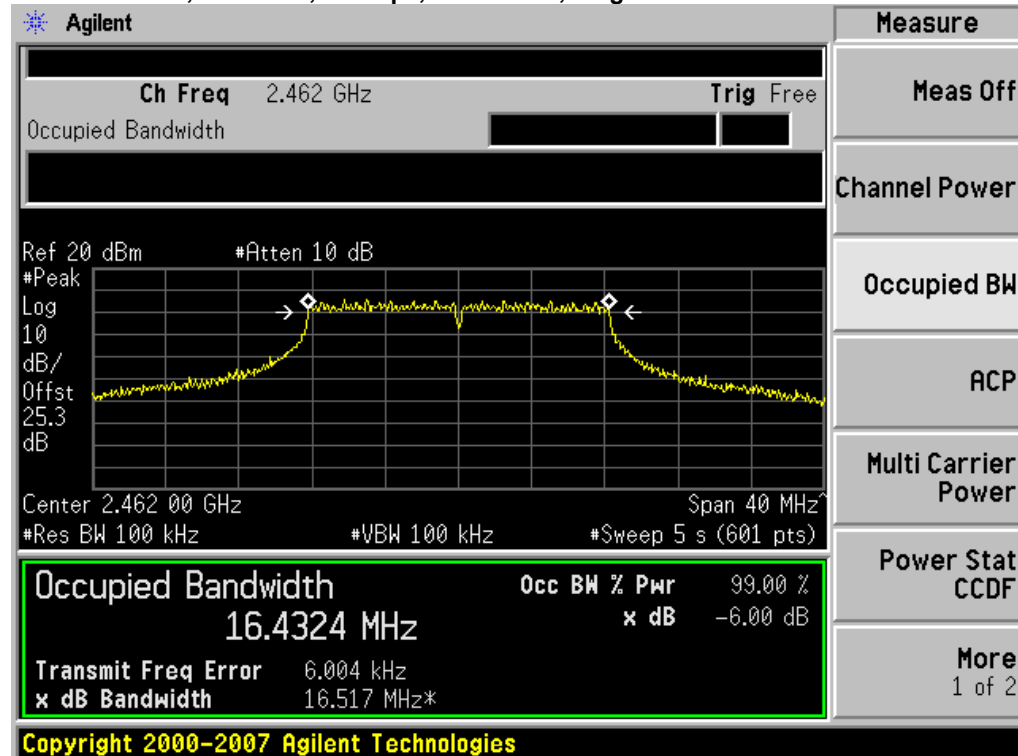 Agilent
Measure
Ch Freq 2.462 GHz Trig Free
Meas Off
Occupied Bandwidth
Channel Power
Ref 20 dBm #Atten 10 dB
#Peak
Log
10
dB/
Offst
25.3
dB
Occupied BW
ACP
Center 2.462 00 GHz Span 40 MHz^
#Res BW 100 kHz #VBW 100 kHz #Sweep 5 s (601 pts)
Multi Carrier
Power
Occupied Bandwidth Occ BW % Pwr 99.00 %
16.4324 MHz x dB -6.00 dB
Transmit Freq Error 6.004 kHz
x dB Bandwidth 16.517 MHz*
Power Stat
CCDF
More
1 of 2
Copyright 2000-2007 Agilent Technologies